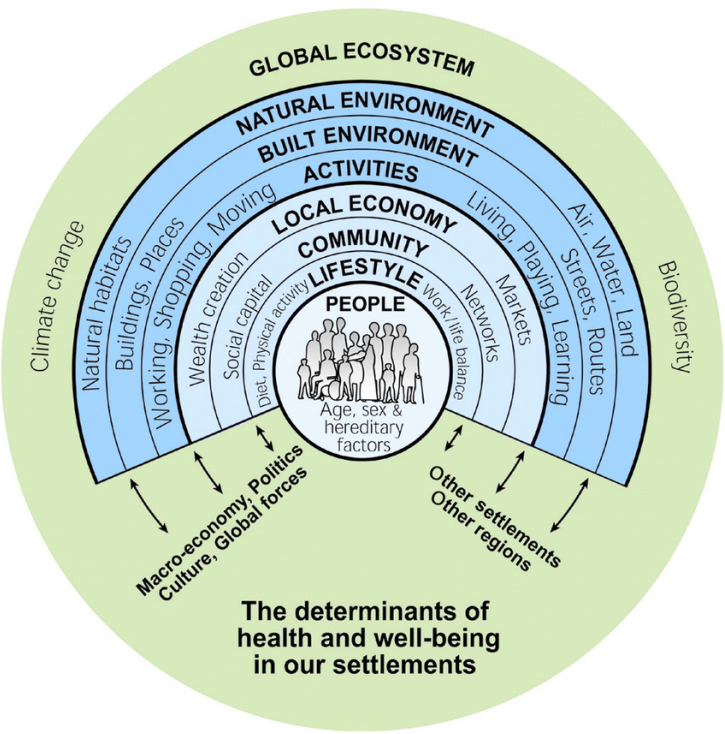 GLOBAL ECOSYSTEM
NATURAL ENVIRONMENT
BUILT ENVIRONMENT
ACTIVITIES
LOCAL ECONOMY
COMMUNITY
LIFESTYLE
PEOPLE
Age, sex &
hereditary
factors
Climate change
Natural habitats
Buildings, Places
Working, Shopping, Moving
Wealth creation
Social capital
Diet, Physical activity
Work/life balance
Networks
Markets
Living, Playing, Learning
Streets, Routes
Air, Water, Land
Biodiversity
Macro-economy, Politics
Culture, Global forces
Other settlements
Other regions
The determinants of
health and well-being
in our settlements